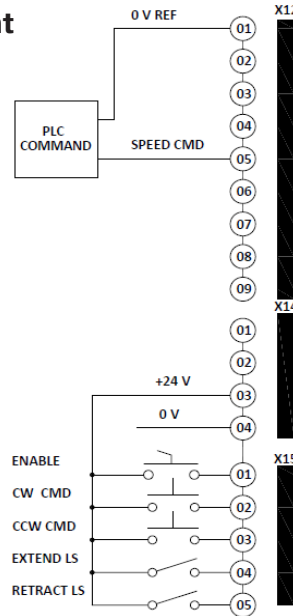 nt
0 V REF
X12
01
02
03
04
PLC
COMMAND
SPEED CMD
05
06
07
08
09
X14
01
02
+24 V
03
0 V
04
X15
ENABLE
01
CW CMD
02
CCW CMD
03
EXTEND LS
04
RETRACT LS
05